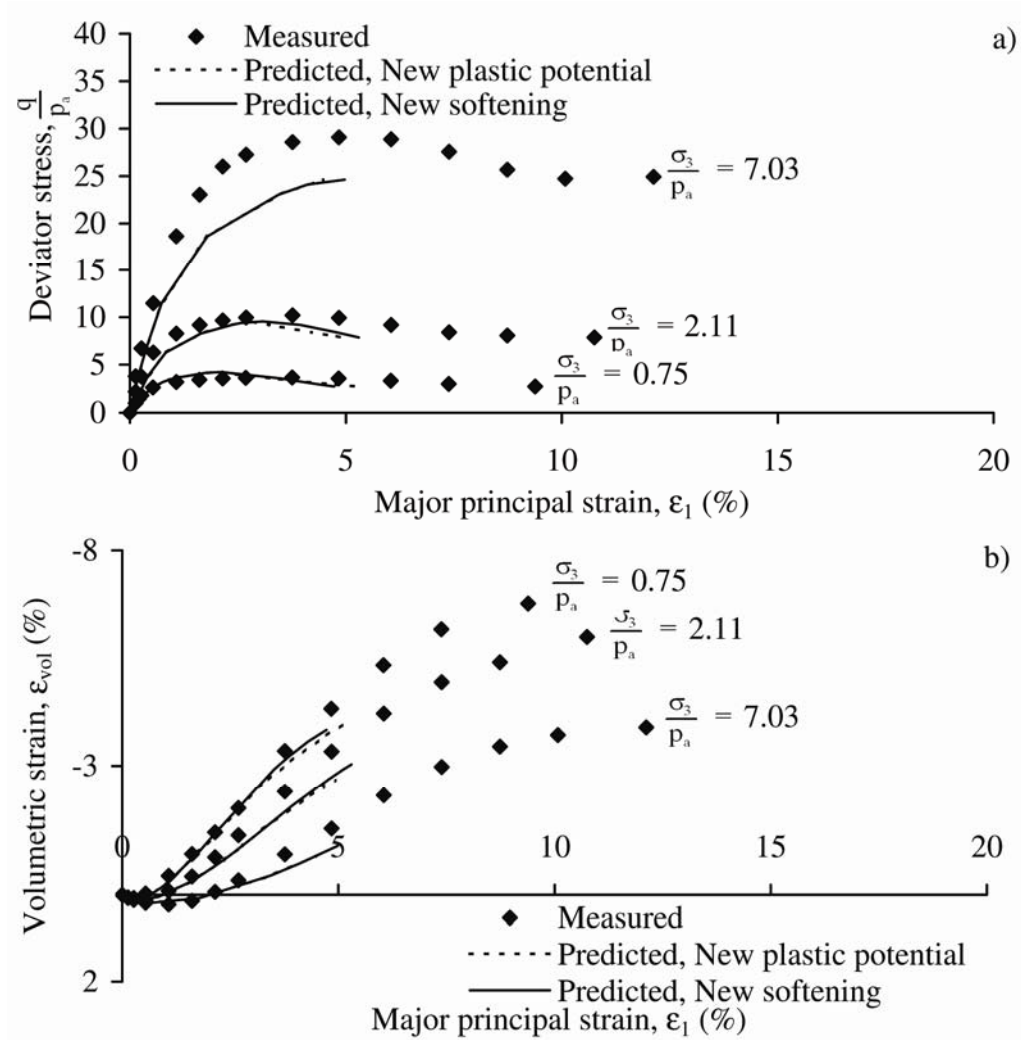 40
a)
Measured
35
Predicted, New plastic potential
30
Predicted, New softening
Deviator stress, q/pa
25
σ3/pa = 7.03
20
15
10
σ3/pa = 2.11
5
σ3/pa = 0.75
0
0 5 10 15 20
Major principal strain, ε1 (%)
-8
b)
σ3/pa = 0.75
σ3/pa = 2.11
σ3/pa = 7.03
Volumetric strain, εvol (%)
-3
0 5 10 15 20
Measured
Predicted, New plastic potential
2
Predicted, New softening
Major principal strain, ε1 (%)